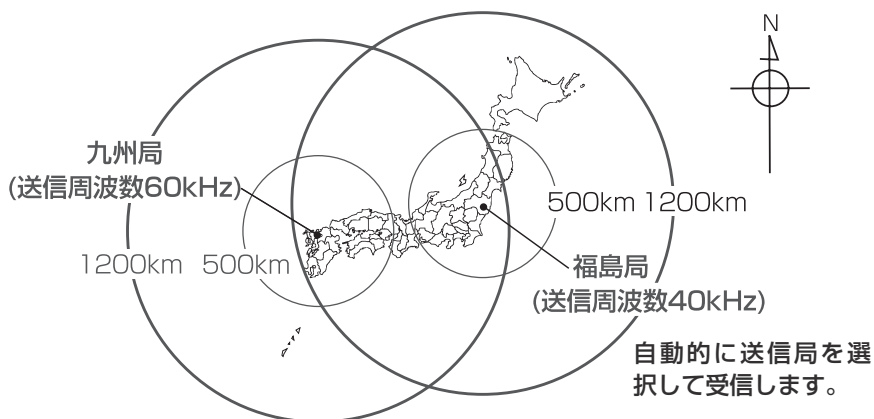 N
九州局
(送信周波数60kHz)
500km 1200km
1200km 500km
福島局
(送信周波数40kHz)
自動的に送信局を選
択して受信します。